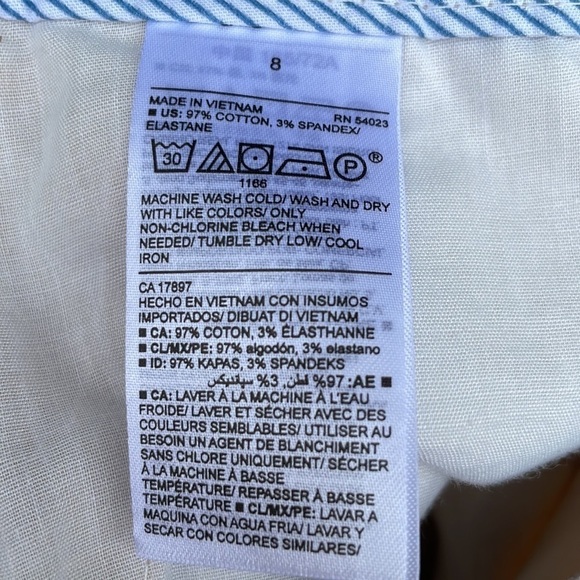 8
MADE IN VIETNAM RN 54023
■ US: 97% COTTON, 3% SPANDEX/
ELASTANE
30 P ®
1166
MACHINE WASH COLD/ WASH AND DRY
WITH LIKE COLORS/ ONLY
NON-CHLORINE BLEACH WHEN
NEEDED/ TUMBLE DRY LOW/ COOL
IRON
CA 17897
HECHO EN VIETNAM CON INSUMOS
IMPORTADOS/ DIBUAT DI VIETNAM
■ CA: 97% COTON, 3% ÉLASTHANNE
■ CL/MX/PE: 97% algodón, 3% elastano
■ ID: 97% KAPAS, 3% SPANDEKS
■ AE: 97% قطن, 3% سپانديكس
■ CA: LAVER À LA MACHINE À L'EAU
FROIDE/ LAVER ET SÉCHER AVEC DES
COULEURS SEMBLABLES/ UTILISER AU
BESOIN UN AGENT DE BLANCHIMENT
SANS CHLORE UNIQUEMENT/ SÉCHER
À LA MACHINE À BASSE
TEMPÉRATURE/ REPASSER À BASSE
TEMPÉRATURE ■ CL/MX/PE: LAVAR A
MAQUINA CON AGUA FRIA/ LAVAR Y
SECAR CON COLORES SIMILARES/